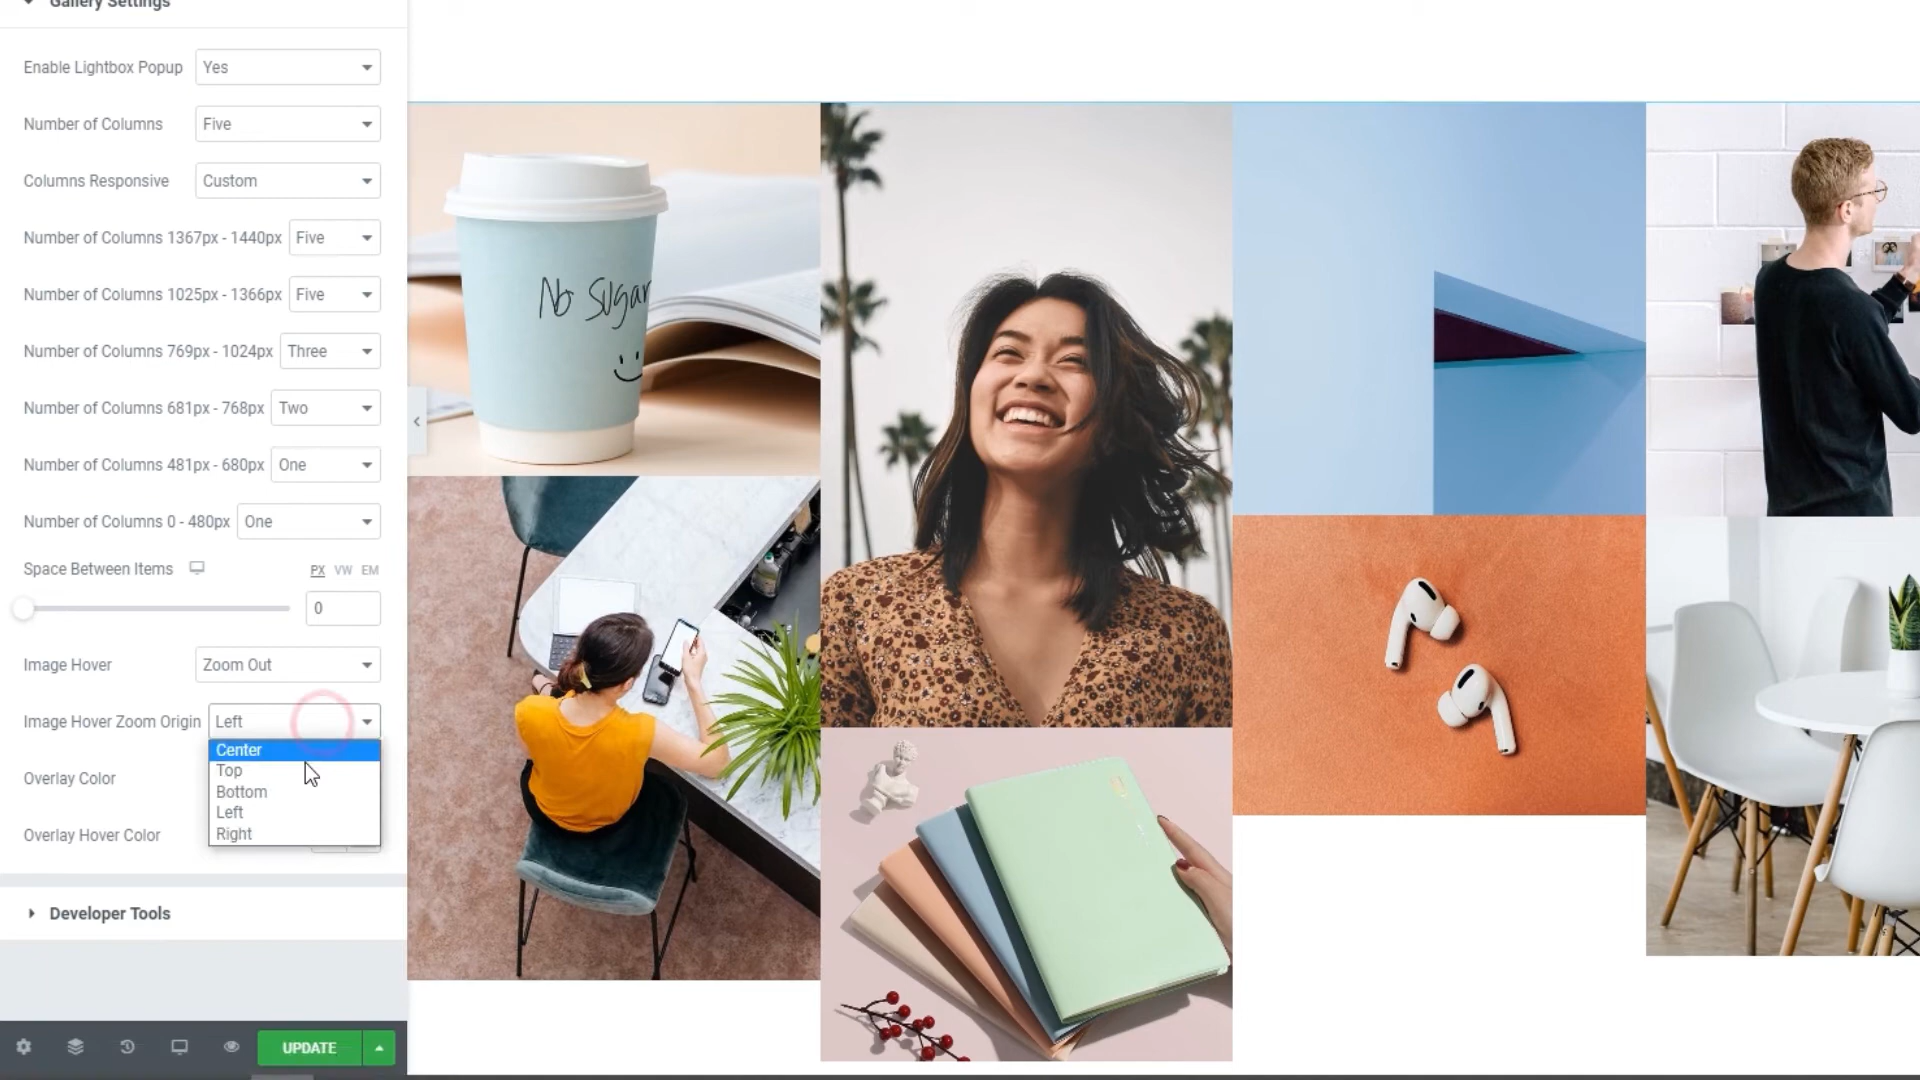 Gallery Settings
Enable Lightbox Popup Yes
Number of Columns Five
Columns Responsive Custom
Number of Columns 1367px - 1440px Five
Number of Columns 1025px - 1366px Five
Number of Columns 769px - 1024px Three
Number of Columns 681px - 768px Two
Number of Columns 481px - 680px One
Number of Columns 0 - 480px One
Space Between Items PX VW EM
0
Image Hover Zoom Out
Image Hover Zoom Origin Left
Center
Top
Bottom
Left
Right
Overlay Color
Overlay Hover Color
Developer Tools
UPDATE
No Sugar